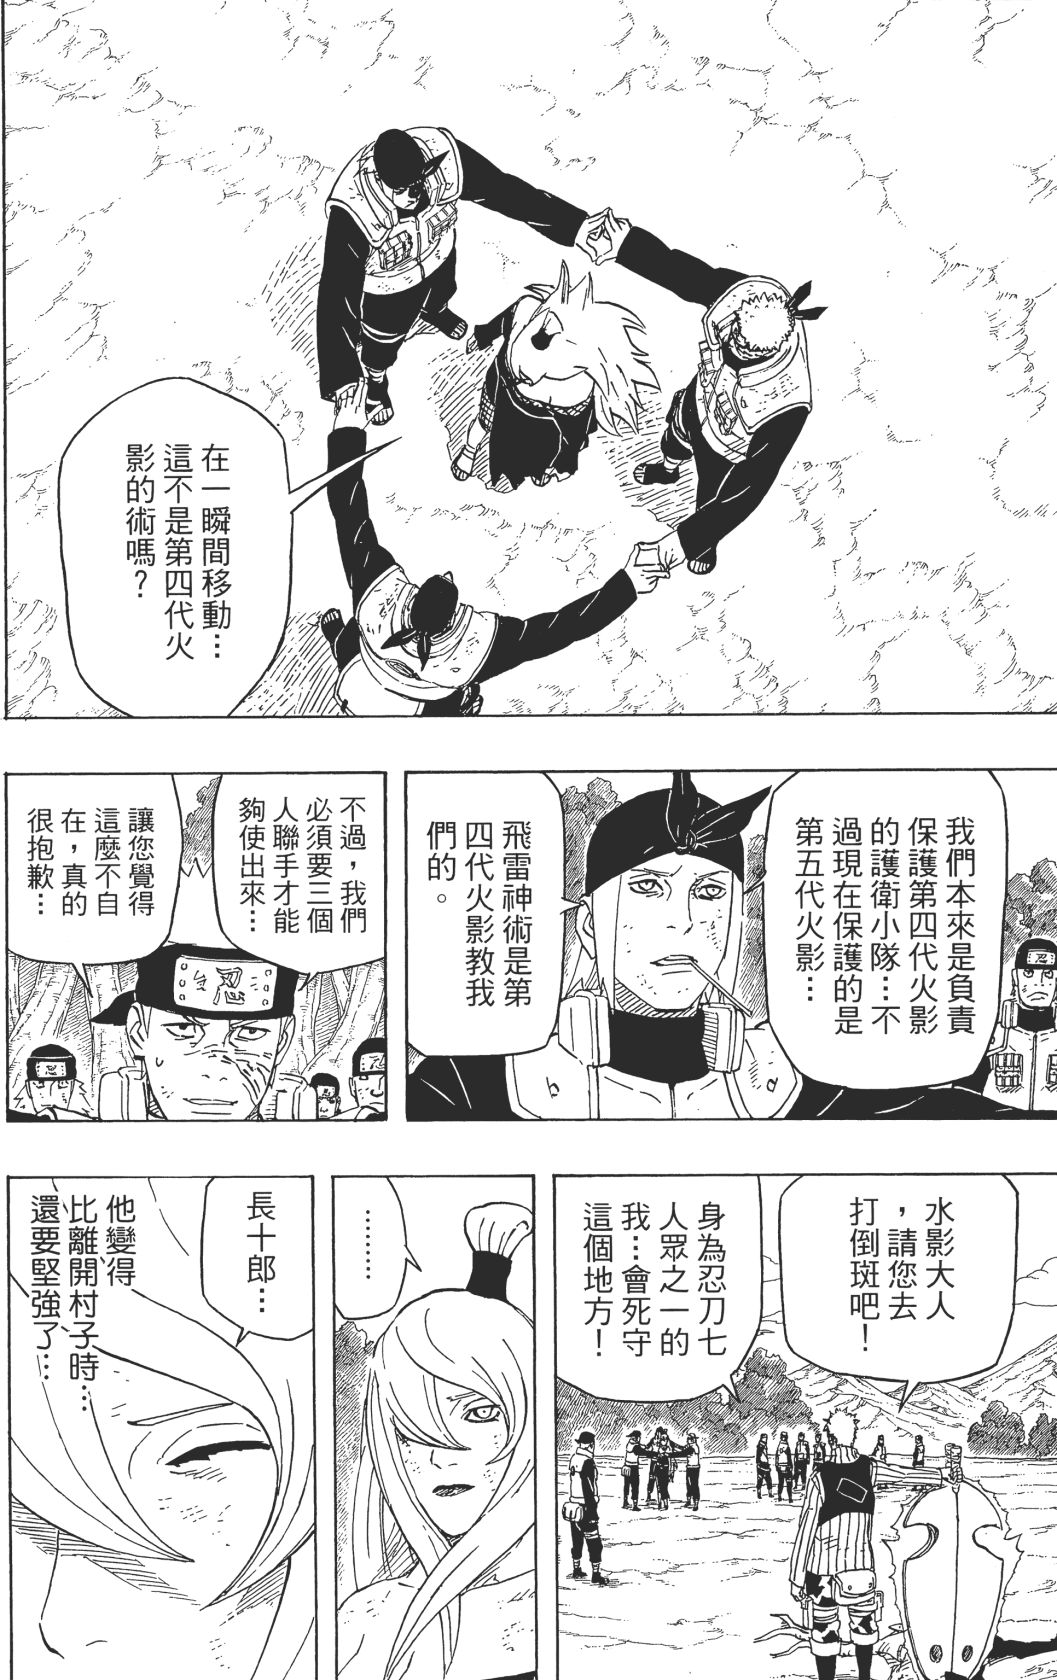 在一瞬間移動…
這不是第四代火
影的術嗎？
我們本來是負責
保護第四代火影
的護衛小隊…不
過現在保護的是
第五代火影…
飛雷神術是第
四代火影教我
們的。
不過，我們
必須要三個
人聯手才能
夠使出來…
讓您覺得
這麼不自
在，真的
很抱歉…
忍
忍
忍
忍
水影大人
，請您去
打倒斑吧！
身為忍刀七
人眾之一的
我…會死守
這個地方！
………
長十郎…
他變得
比離開村子時…
還要堅強了…